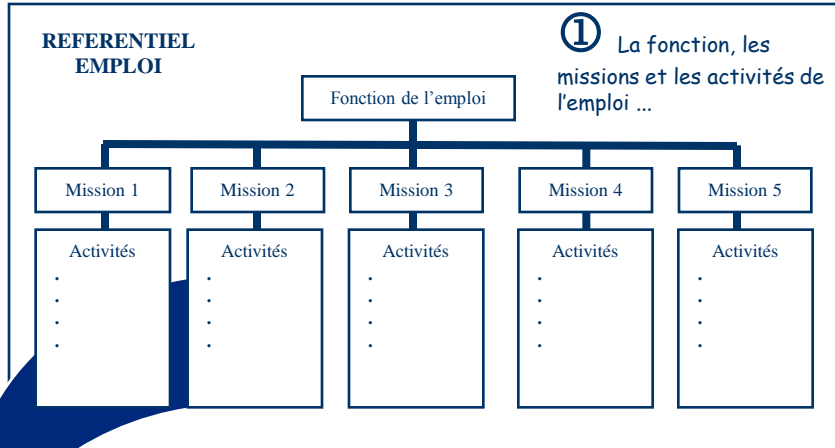 REFERENTIEL
EMPLOI
① La fonction, les
missions et les activités de
l’emploi ...
Fonction de l’emploi
Mission 1
Mission 2
Mission 3
Mission 4
Mission 5
Activités
.
.
.
.
Activités
.
.
.
.
Activités
.
.
.
.
Activités
.
.
.
.
Activités
.
.
.
.